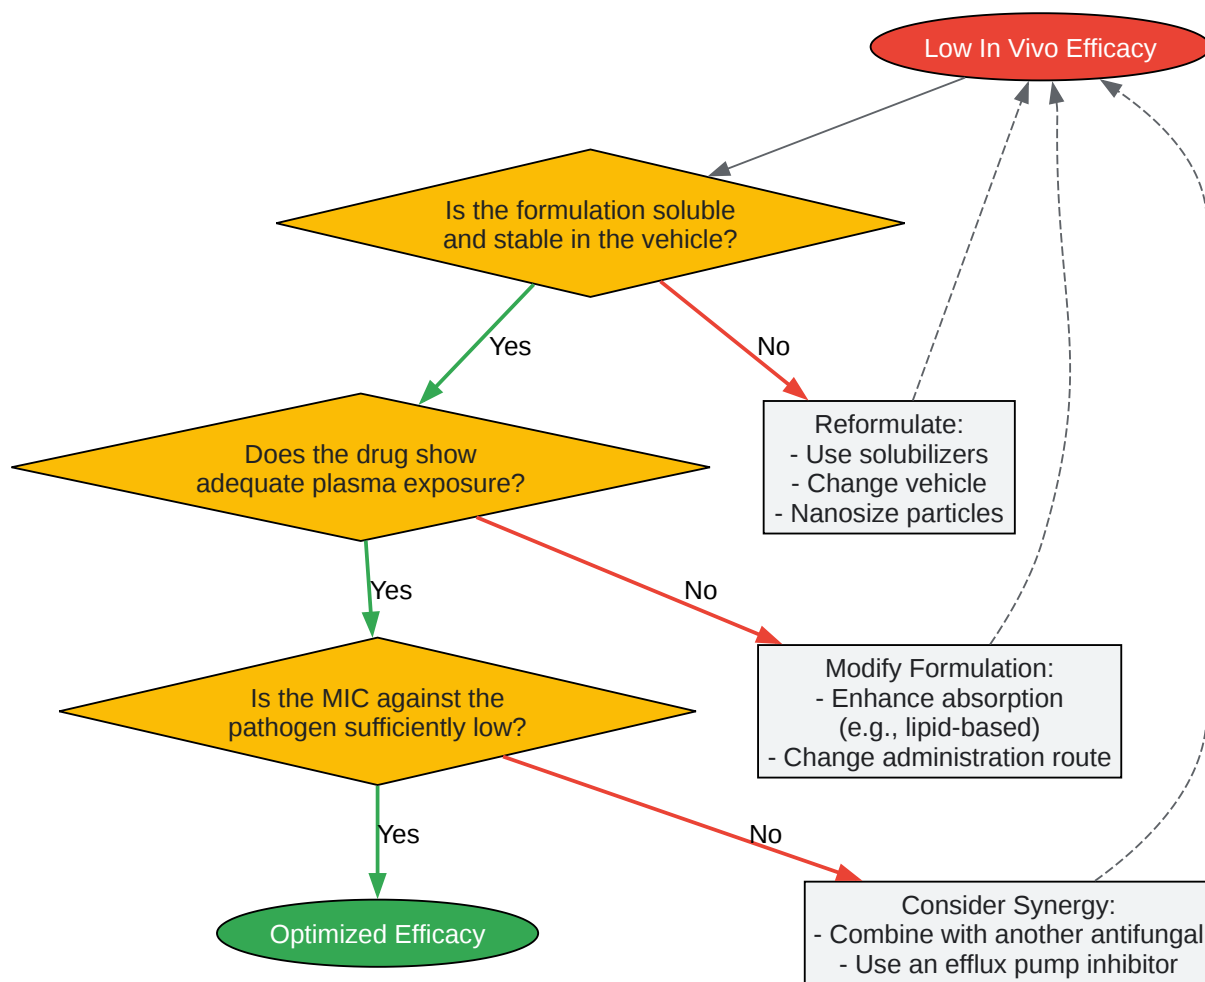 Low In Vivo Efficacy
Is the formulation soluble
and stable in the vehicle?
Yes
No
Does the drug show
adequate plasma exposure?
Reformulate:
- Use solubilizers
- Change vehicle
- Nanosize particles
Yes
No
Is the MIC against the
pathogen sufficiently low?
Modify Formulation:
- Enhance absorption
(e.g., lipid-based)
- Change administration route
Yes
No
Optimized Efficacy
Consider Synergy:
- Combine with another antifungal
- Use an efflux pump inhibitor